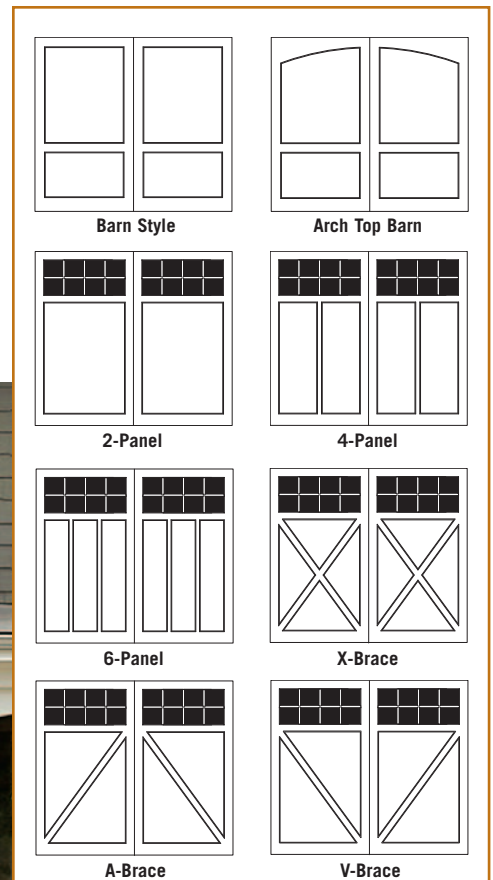 Barn Style
Arch Top Barn
2-Panel
4-Panel
6-Panel
X-Brace
A-Brace
V-Brace